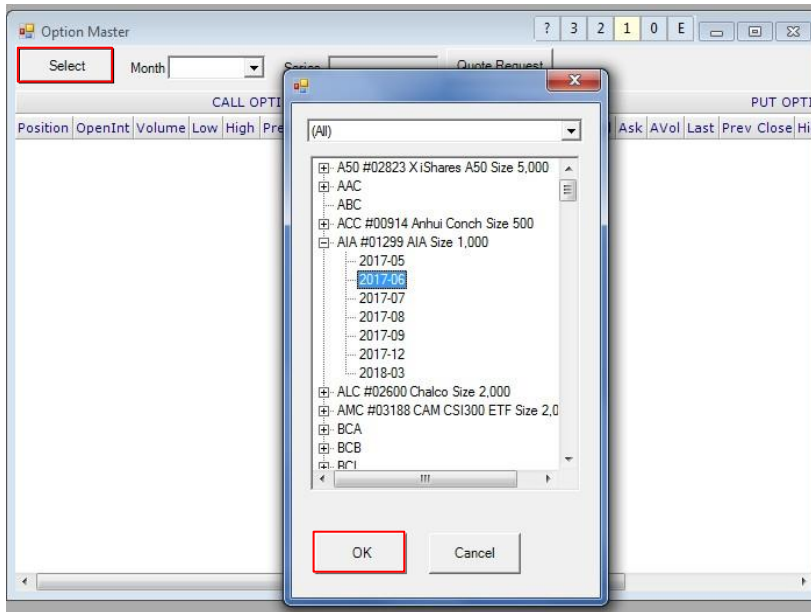 Option Master ? 3 2 1 0 E
Select Month Series Quote Request
CALL OPTI PUT OPTI
Position OpenInt Volume Low High Pre Ask AVol Last Prev Close Hi
(All)
A50 #02823 X iShares A50 Size 5,000
AAC
ABC
ACC #00914 Anhui Conch Size 500
AIA #01299 AIA Size 1,000
2017-05
2017-06
2017-07
2017-08
2017-09
2017-12
2018-03
ALC #02600 Chalco Size 2,000
AMC #03188 CAM CSI300 ETF Size 2,0
BCA
BCB
BCL
OK Cancel